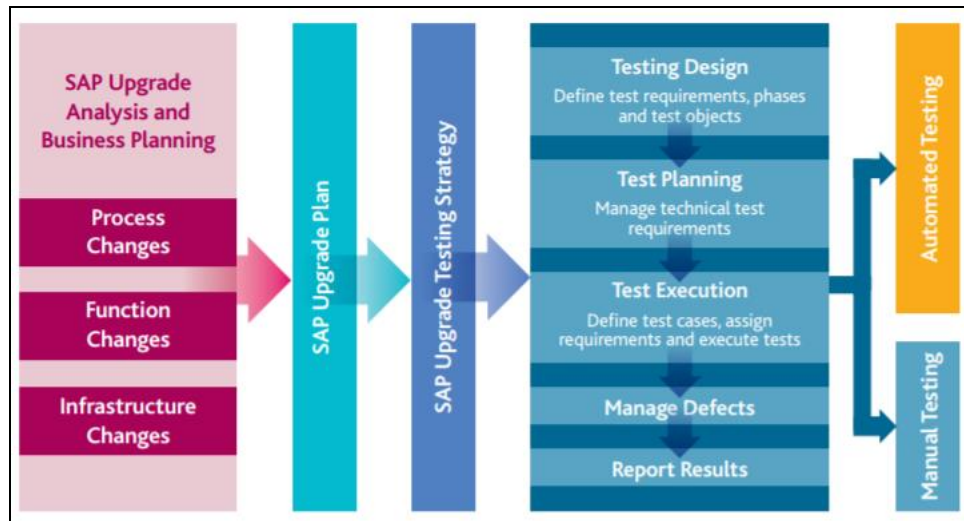 SAP Upgrade
Analysis and
Business Planning
Process
Changes
Function
Changes
Infrastructure
Changes
SAP Upgrade Plan
SAP Upgrade Testing Strategy
Testing Design
Define test requirements, phases
and test objects
Test Planning
Manage technical test
requirements
Test Execution
Define test cases, assign
requirements and execute tests
Manage Defects
Report Results
Automated Testing
Manual Testing